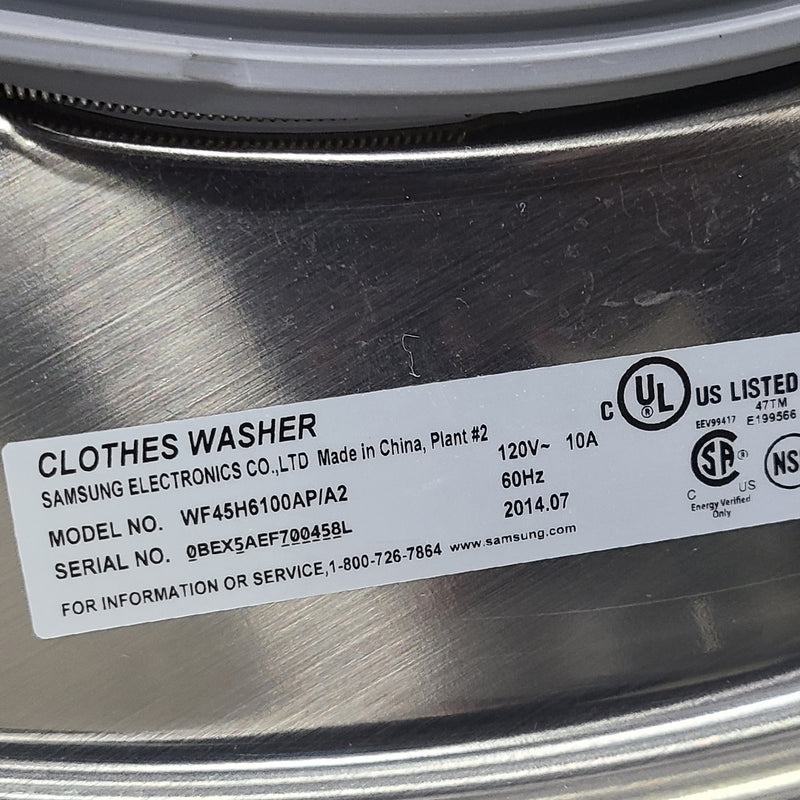 CLOTHES WASHER
SAMSUNG ELECTRONICS CO.,LTD Made in China, Plant #2
MODEL NO. WF45H6100AP/A2
SERIAL NO. 0BEX5AEF700458L
FOR INFORMATION OR SERVICE,1-800-726-7864 www.samsung.com
120V~ 10A
60Hz
2014.07
C UL ® US LISTED
47TM
EEV99417 E199566
SA ®
C US
Energy Verified
Only